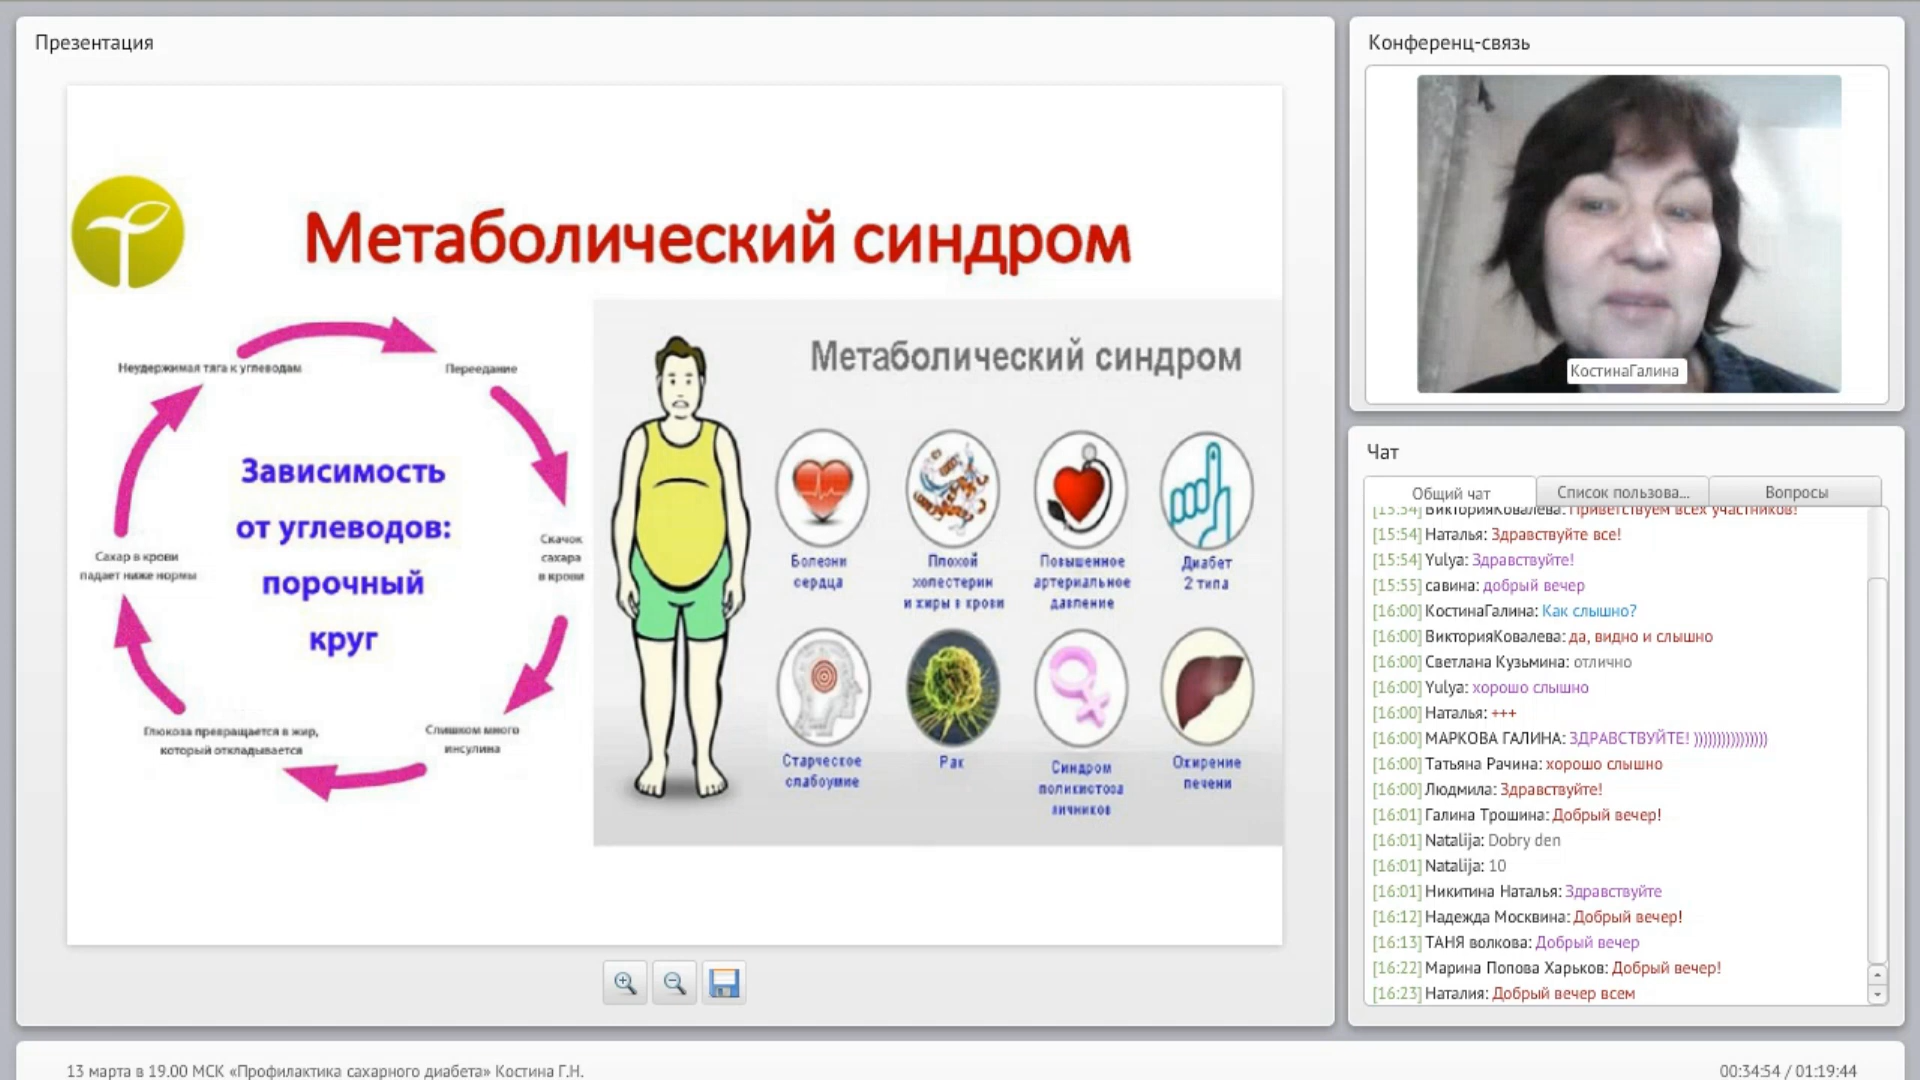 Презентация
Метаболический синдром
Неудержимая тяга к углеводам
Переедание
Зависимость
от углеводов:
порочный
круг
Скачок
сахара
в крови
Сахар в крови
падает ниже нормы
Глюкоза превращается в жир,
который откладывается
Слишком много
инсулина
Метаболический синдром
Болезни
сердца
Плохой
холестерин
и жиры в крови
Повышенное
артериальное
давление
Диабет
2 типа
Старческое
слабоумие
Рак
Синдром
поликистоза
яичников
Ожирение
печени
Конференц-связь
КостинаГалина
Чат
Общий чат
Список пользова...
Вопросы
[15:54] ВикторияКовалева: Приветствуем всех участников!
[15:54] Наталья: Здравствуйте все!
[15:54] Yulya: Здравствуйте!
[15:55] савина: добрый вечер
[16:00] КостинаГалина: Как слышно?
[16:00] ВикторияКовалева: да, видно и слышно
[16:00] Светлана Кузьмина: отлично
[16:00] Yulya: хорошо слышно
[16:00] Наталья: +++
[16:00] МАРКОВА ГАЛИНА: ЗДРАВСТВУЙТЕ! ))))))))))))))))
[16:00] Татьяна Рачина: хорошо слышно
[16:00] Людмила: Здравствуйте!
[16:01] Галина Трошина: Добрый вечер!
[16:01] Natalija: Dobry den
[16:01] Natalija: 10
[16:01] Никитина Наталья: Здравствуйте
[16:12] Надежда Москвина: Добрый вечер!
[16:13] ТАНЯ волкова: Добрый вечер
[16:22] Марина Попова Харьков: Добрый вечер!
[16:23] Наталия: Добрый вечер всем
13 марта в 19.00 МСК «Профилактика сахарного диабета» Костина Г.Н.
00:34:54 / 01:19:44